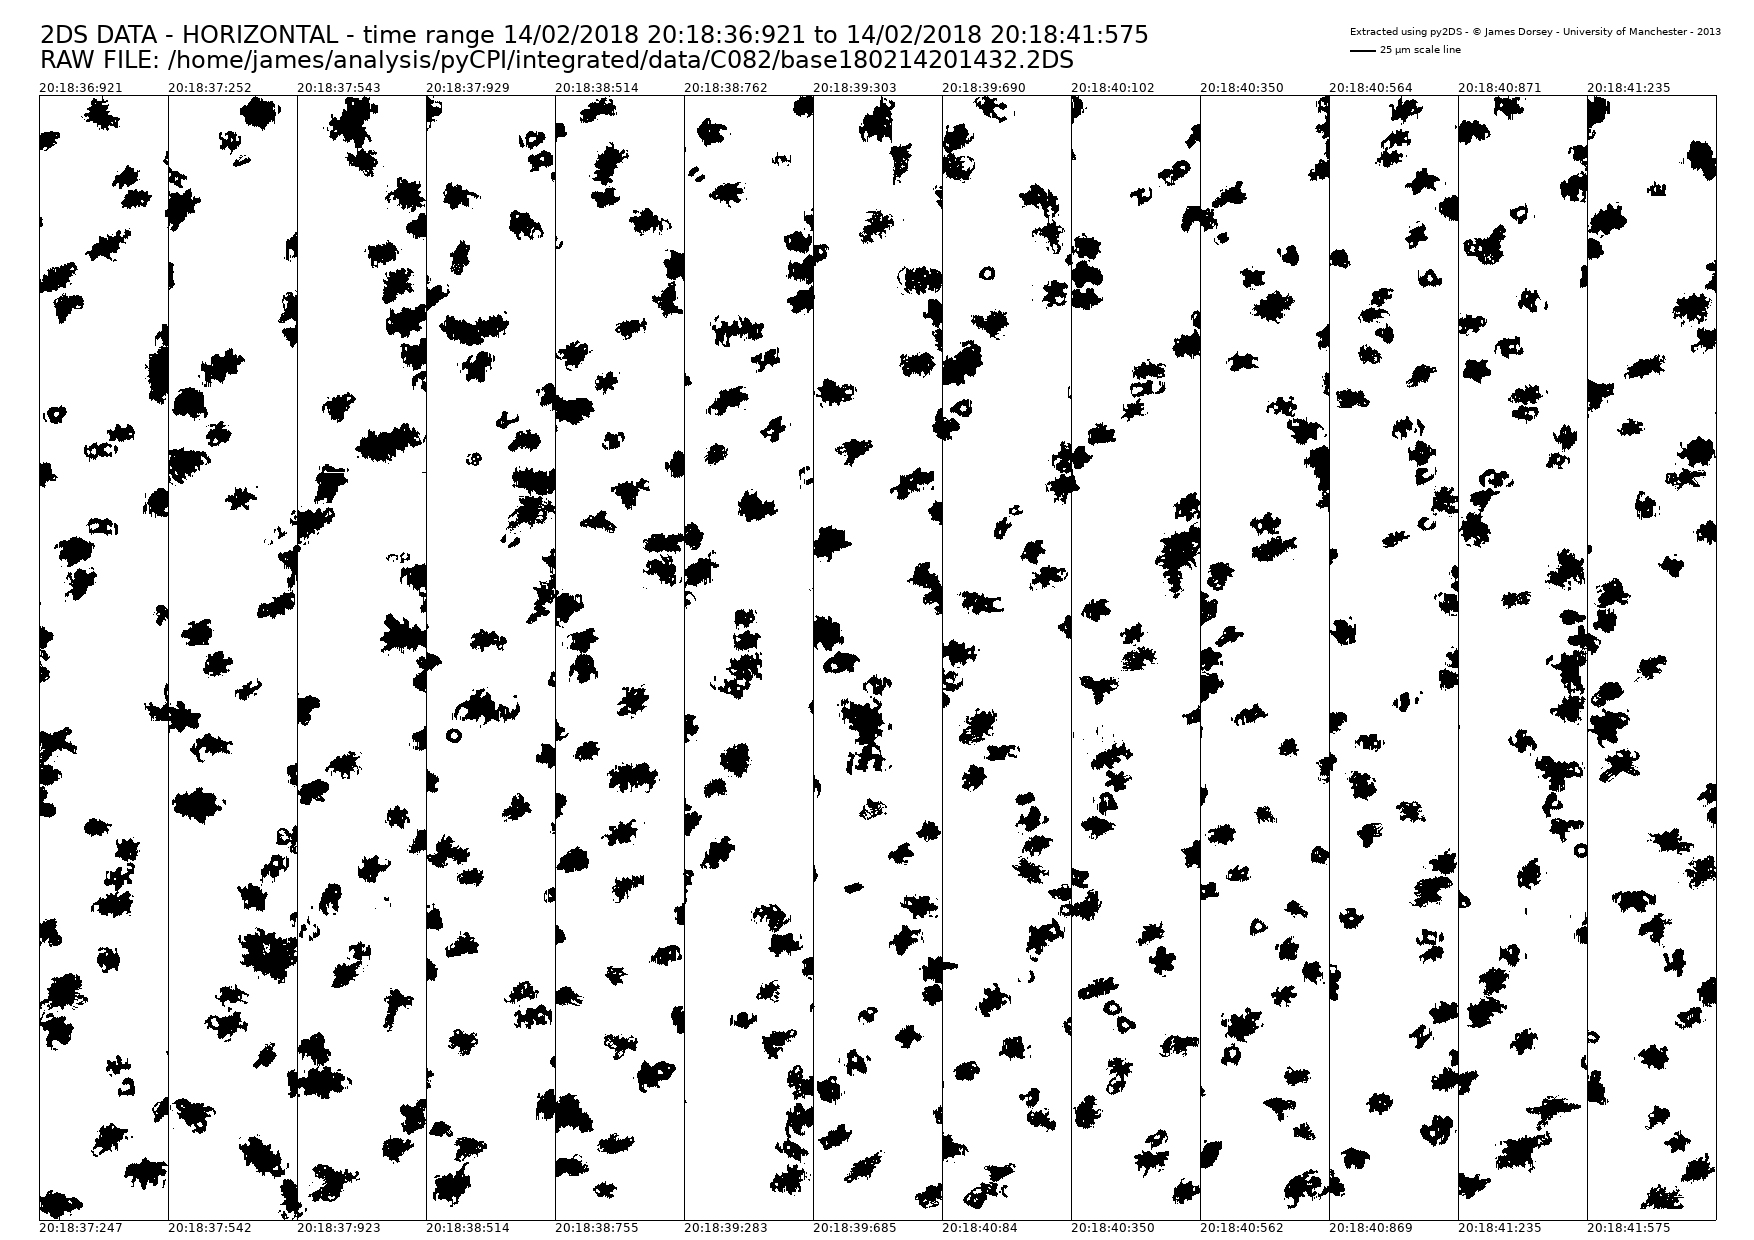 2DS DATA - HORIZONTAL - time range 14/02/2018 20:18:36:921 to 14/02/2018 20:18:41:575
RAW FILE: /home/james/analysis/pyCPI/integrated/data/C082/base180214201432.2DS
Extracted using py2DS - © James Dorsey - University of Manchester - 2013
25 µm scale line
20:18:36:921 20:18:37:252 20:18:37:543 20:18:37:929 20:18:38:514 20:18:38:762 20:18:39:303 20:18:39:690 20:18:40:102 20:18:40:350 20:18:40:564 20:18:40:871 20:18:41:235
20:18:37:247 20:18:37:542 20:18:37:923 20:18:38:514 20:18:38:755 20:18:39:283 20:18:39:685 20:18:40:84 20:18:40:350 20:18:40:562 20:18:40:869 20:18:41:235 20:18:41:575